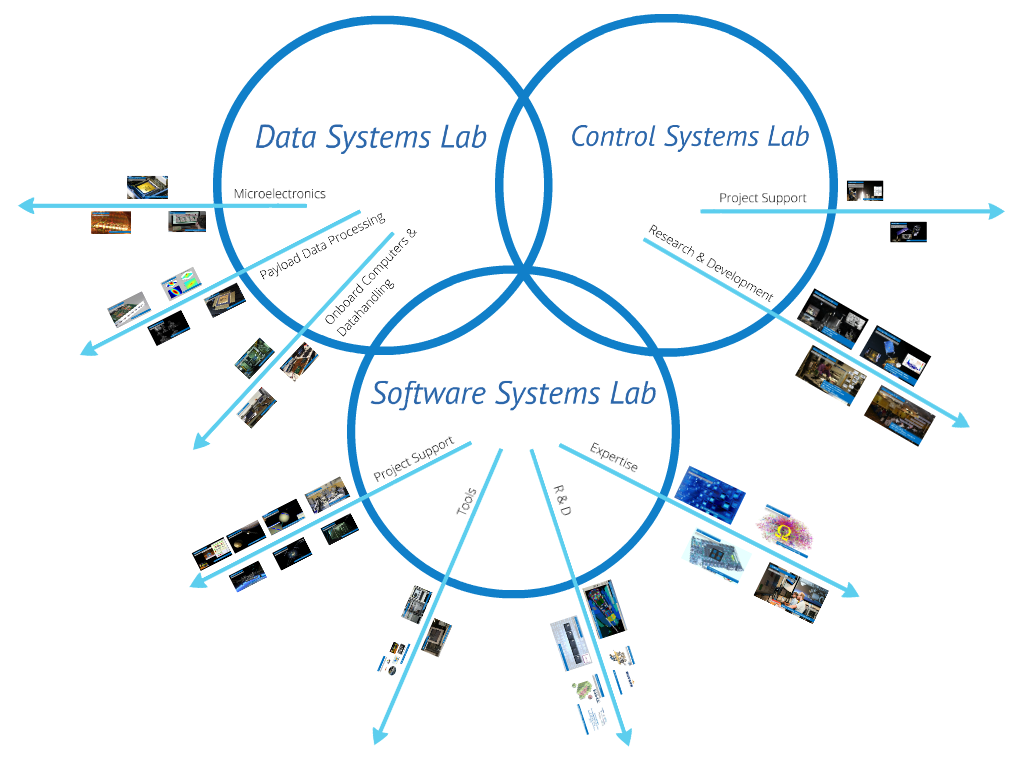 Data Systems Lab
Control Systems Lab
Microelectronics
Payload Data Processing
Onboard Computers &
Datahandling
Project Support
Research & Development
Software Systems Lab
Project Support
Tools
R & D
Expertise
Ω